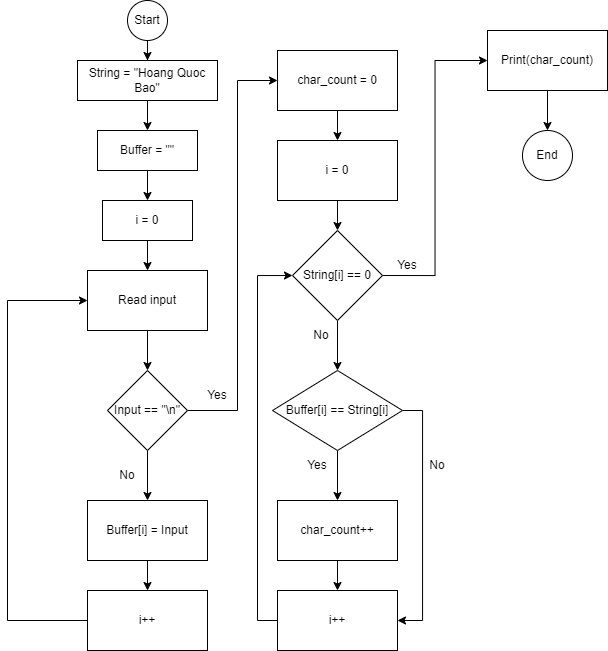 Start
String = "Hoang Quoc
Bao"
Buffer = ""
i = 0
Read input
Input == "\n"
Yes
No
Buffer[i] = Input
i++
char_count = 0
i = 0
String[i] == 0
Yes
No
Buffer[i] == String[i]
Yes
No
char_count++
i++
Print(char_count)
End